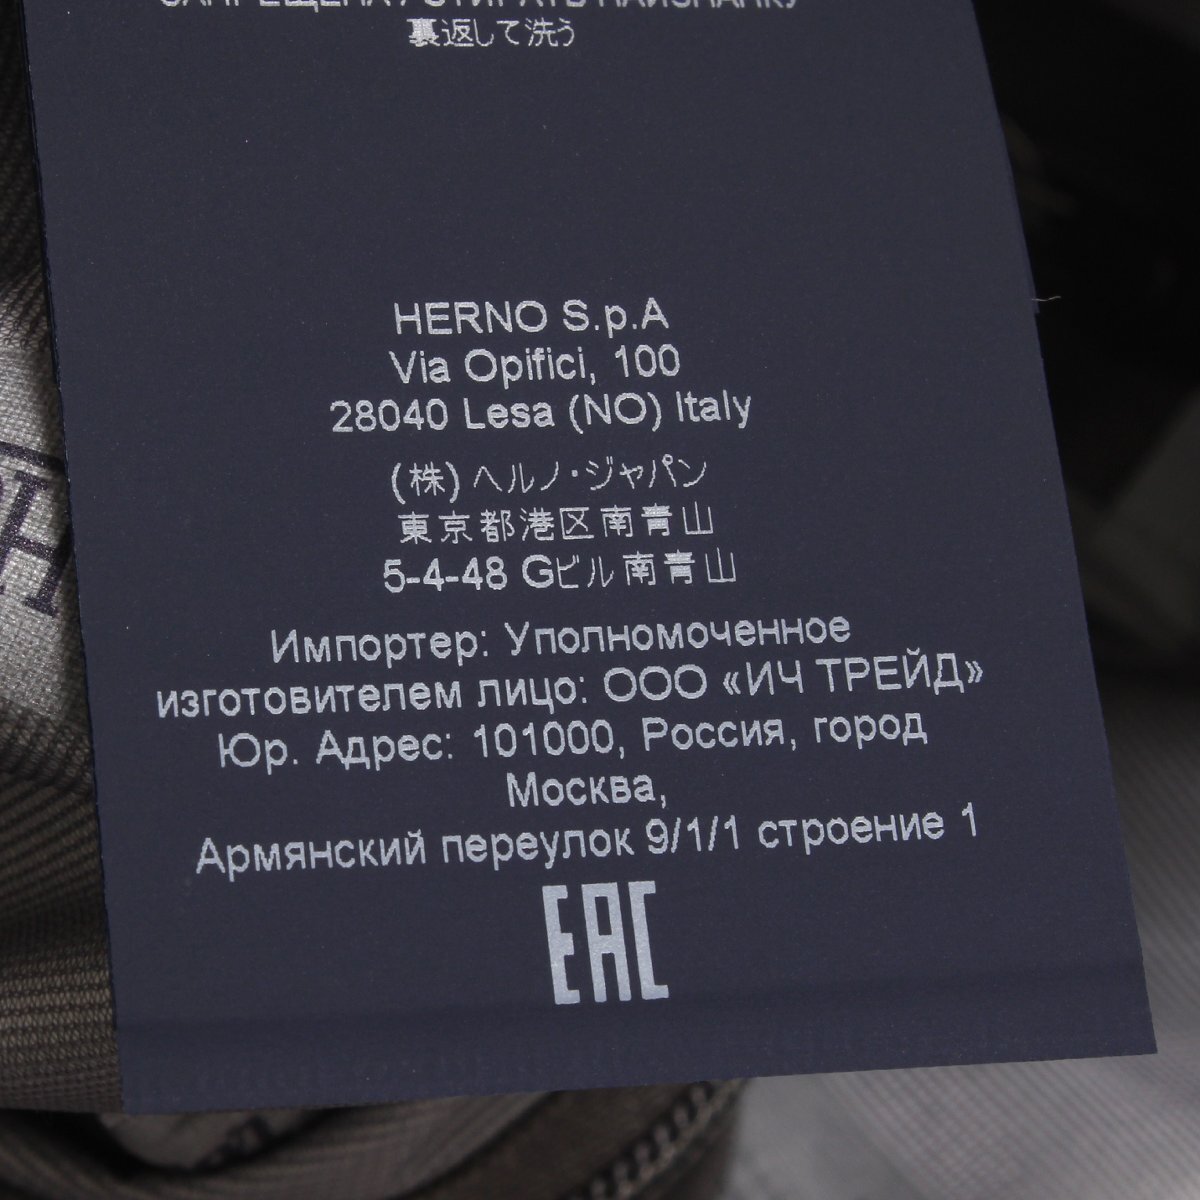 ЗАПРЕЩЕНА / СТИРАТЬ НАИЗНАНКУ
裏返して洗う
HERNO S.p.A
Via Opifici, 100
28040 Lesa (NO) Italy
(株) ヘルノ・ジャパン
東京都港区南青山
5-4-48 Gビル南青山
Импортер: Уполномоченное
изготовителем лицо: ООО «ИЧ ТРЕЙД»
Юр. Адрес: 101000, Россия, город
Москва,
Армянский переулок 9/1/1 строение 1
EAC
H